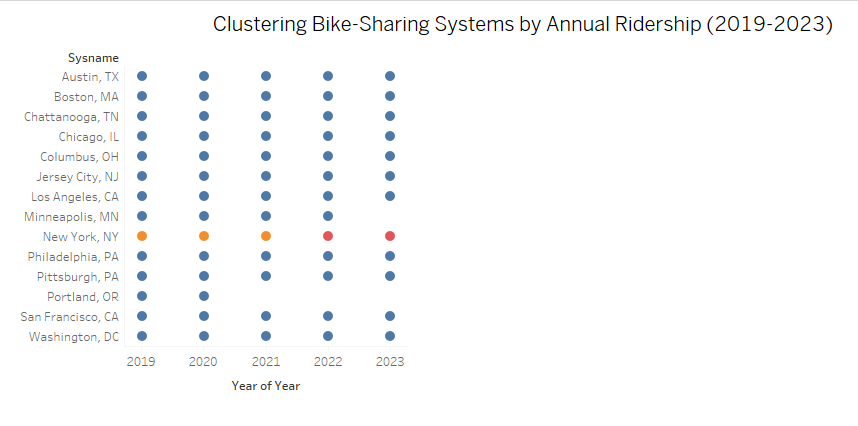 Clustering Bike-Sharing Systems by Annual Ridership (2019-2023)
Sysname
Austin, TX
Boston, MA
Chattanooga, TN
Chicago, IL
Columbus, OH
Jersey City, NJ
Los Angeles, CA
Minneapolis, MN
New York, NY
Philadelphia, PA
Pittsburgh, PA
Portland, OR
San Francisco, CA
Washington, DC
2019 2020 2021 2022 2023
Year of Year